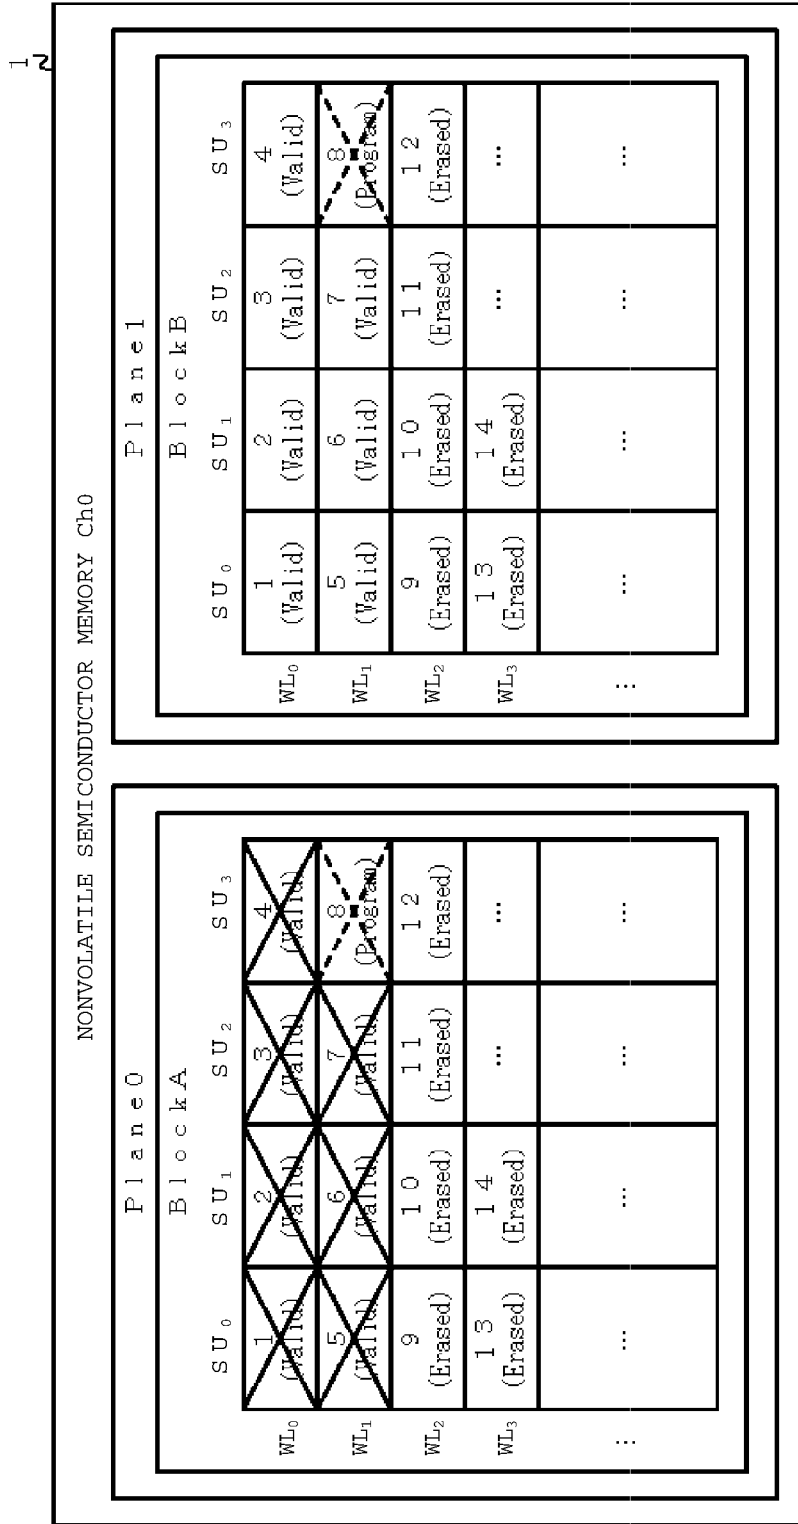 1
NONVOLATILE SEMICONDUCTOR MEMORY Ch0
Plane0
BlockA
SU₀ SU₁ SU₂ SU₃
WL₀ 1 (Valid) 2 (Valid) 3 (Valid) 4 (Valid)
WL₁ 5 (Valid) 6 (Valid) 7 (Valid) 8 (Program)
WL₂ 9 (Erased) 10 (Erased) 11 (Erased) 12 (Erased)
WL₃ 13 (Erased) 14 (Erased) ... ...
... ... ... ... ...
Plane1
BlockB
SU₀ SU₁ SU₂ SU₃
WL₀ 1 (Valid) 2 (Valid) 3 (Valid) 4 (Valid)
WL₁ 5 (Valid) 6 (Valid) 7 (Valid) 8 (Program)
WL₂ 9 (Erased) 10 (Erased) 11 (Erased) 12 (Erased)
WL₃ 13 (Erased) 14 (Erased) ... ...
... ... ... ... ...